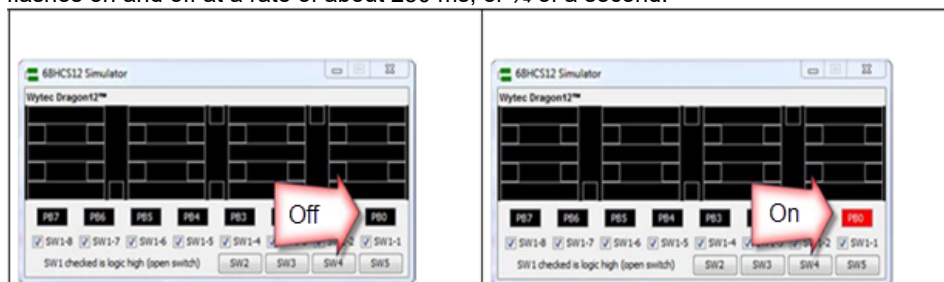 flashes on and off at a rate of about 250 ms, or ¼ of a second.
68HCS12 Simulator
Wytec Dragon12™
PB7 PB6 PB5 PB4 PB3 Off PB0
SW1-8 SW1-7 SW1-6 SW1-5 SW1-4 -2 SW1-1
SW1 checked is logic high (open switch) SW2 SW3 SW4 SW5
68HCS12 Simulator
Wytec Dragon12™
PB7 PB6 PB5 PB4 PB3 On PB0
SW1-8 SW1-7 SW1-6 SW1-5 SW1-4 -2 SW1-1
SW1 checked is logic high (open switch) SW2 SW3 SW4 SW5